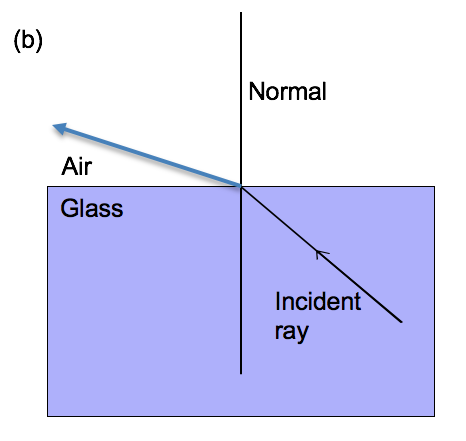 (b)
Normal
Air
Glass
Incident
ray